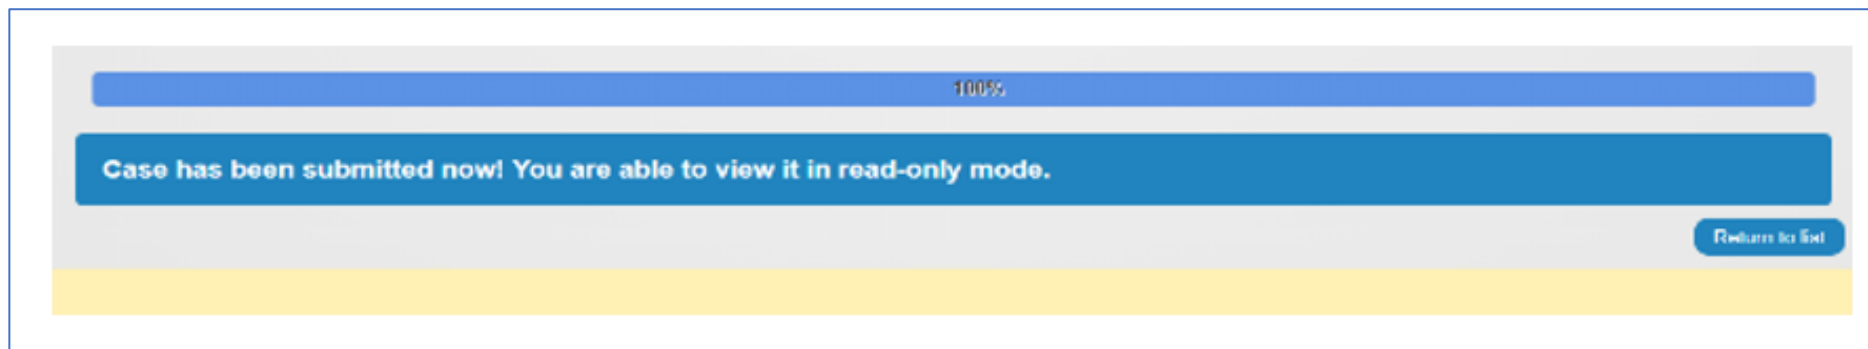 100%
Case has been submitted now! You are able to view it in read-only mode.
Return to list